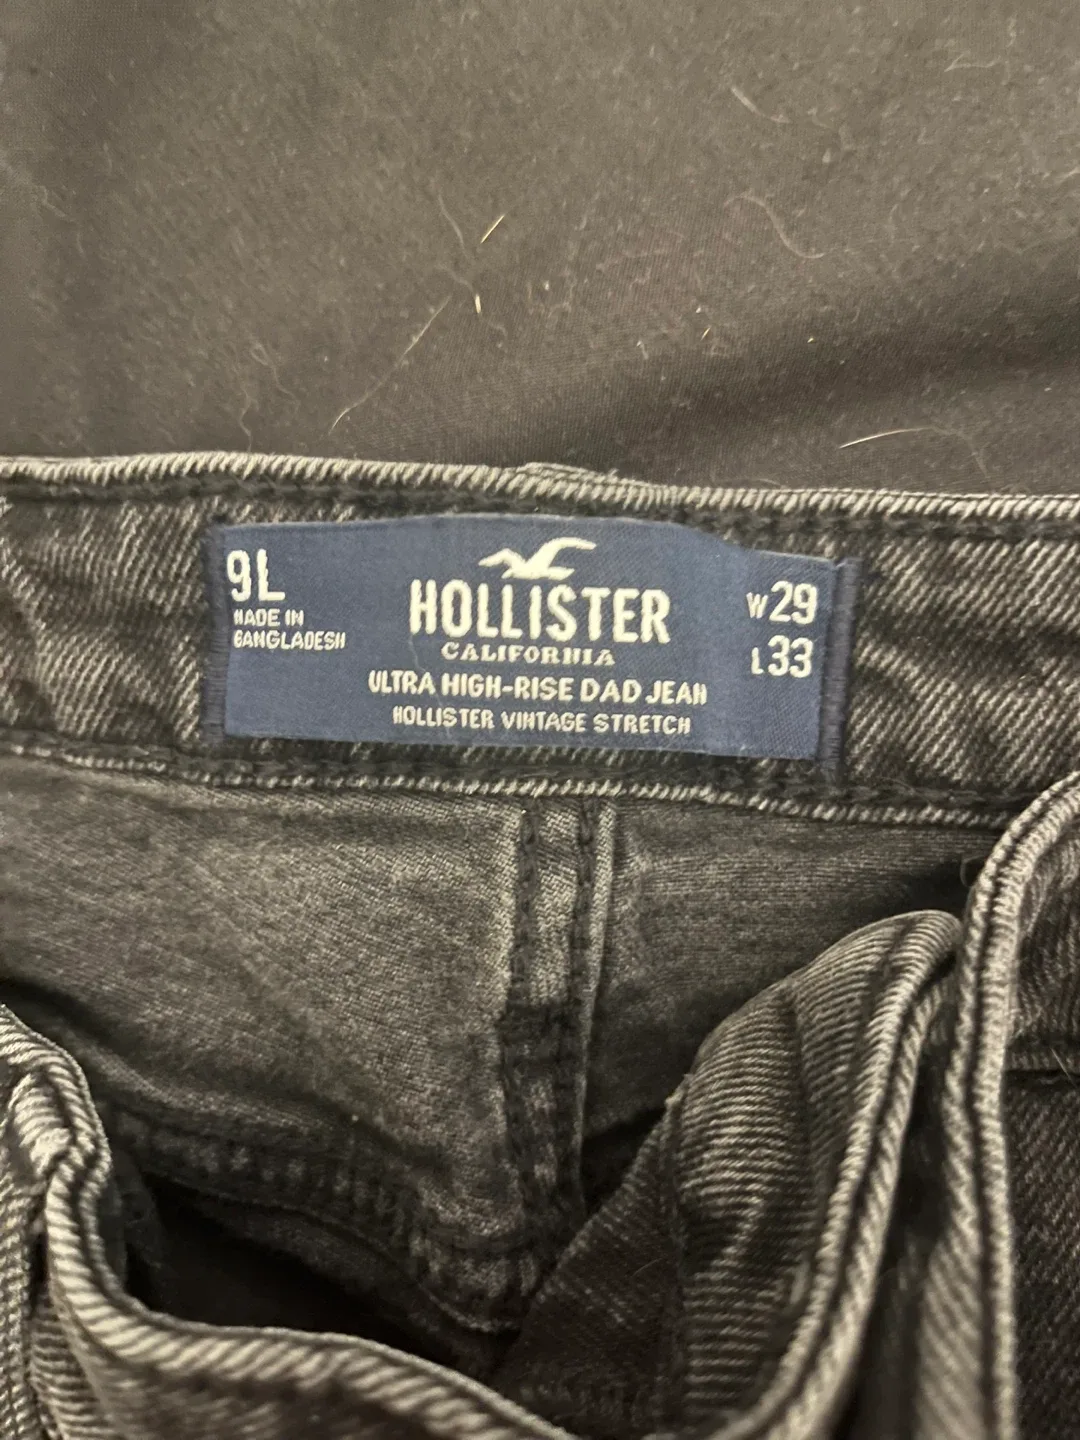 9L
MADE IN
BANGLADESH
HOLLISTER
CALIFORNIA
ULTRA HIGH-RISE DAD JEAN
HOLLISTER VINTAGE STRETCH
W29
L33